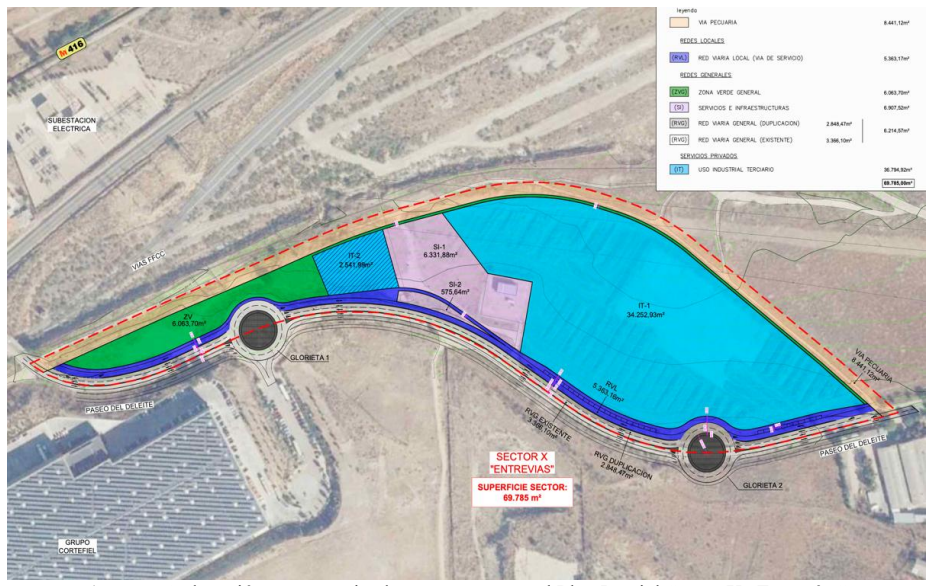 leyenda
VIA PECUARIA 8.441,12m²
REDES LOCALES
(RVL) RED VIARIA LOCAL (VIA DE SERVICIO) 5.363,17m²
REDES GENERALES
(ZVG) ZONA VERDE GENERAL 6.063,70m²
(SI) SERVICIOS E INFRAESTRUCTURAS 6.907,52m²
(RVG) RED VIARIA GENERAL (DUPLICACION) 2.848,47m²
6.214,57m²
(RVG) RED VIARIA GENERAL (EXISTENTE) 3.366,10m²
SERVICIOS PRIVADOS
(IT) USO INDUSTRIAL TERCIARIO 36.794,92m²
69.785,00m²
M 416
SUBESTACION
ELECTRICA
VIAS FFCC
IT-2
2.541,99m²
SI-1
6.331,88m²
SI-2
575,64m²
IT-1
34.252,93m²
ZV
6.063,70m²
GLORIETA 1
VIA PECUARIA
8.441,12m²
RVL
5.363,16m²
RVG EXISTENTE
3.366,10m²
RVG DUPLICACION
2.848,47m²
PASEO DEL DELEITE
PASEO DEL DELEITE
SECTOR X
"ENTREVIAS"
SUPERFICIE SECTOR:
69.785 m²
GLORIETA 2
GRUPO
CORTEFIEL